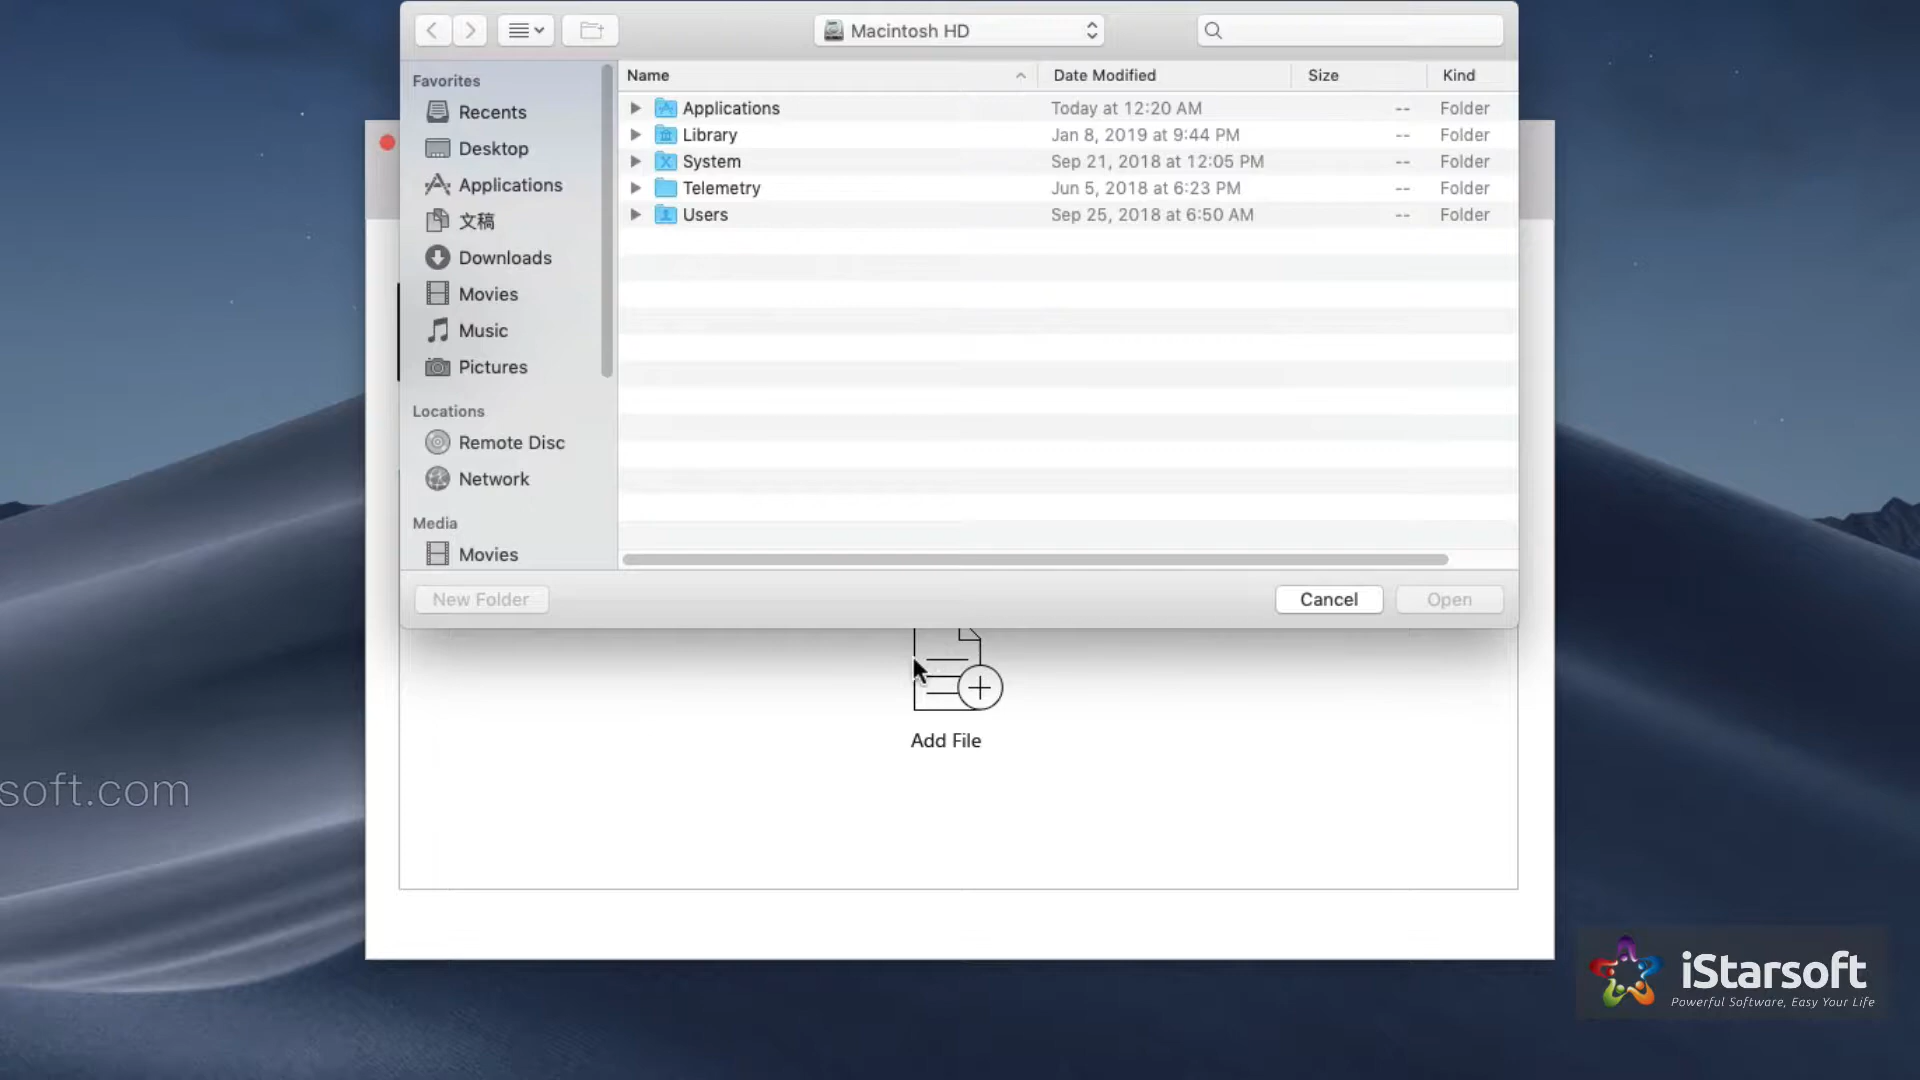 Macintosh HD
Favorites
Recents
Desktop
Applications
文稿
Downloads
Movies
Music
Pictures
Locations
Remote Disc
Network
Media
Movies
Name Date Modified Size Kind
Applications Today at 12:20 AM -- Folder
Library Jan 8, 2019 at 9:44 PM -- Folder
System Sep 21, 2018 at 12:05 PM -- Folder
Telemetry Jun 5, 2018 at 6:23 PM -- Folder
Users Sep 25, 2018 at 6:50 AM -- Folder
New Folder Cancel Open
Add File
soft.com
iStarsoft
Powerful Software, Easy Your Life